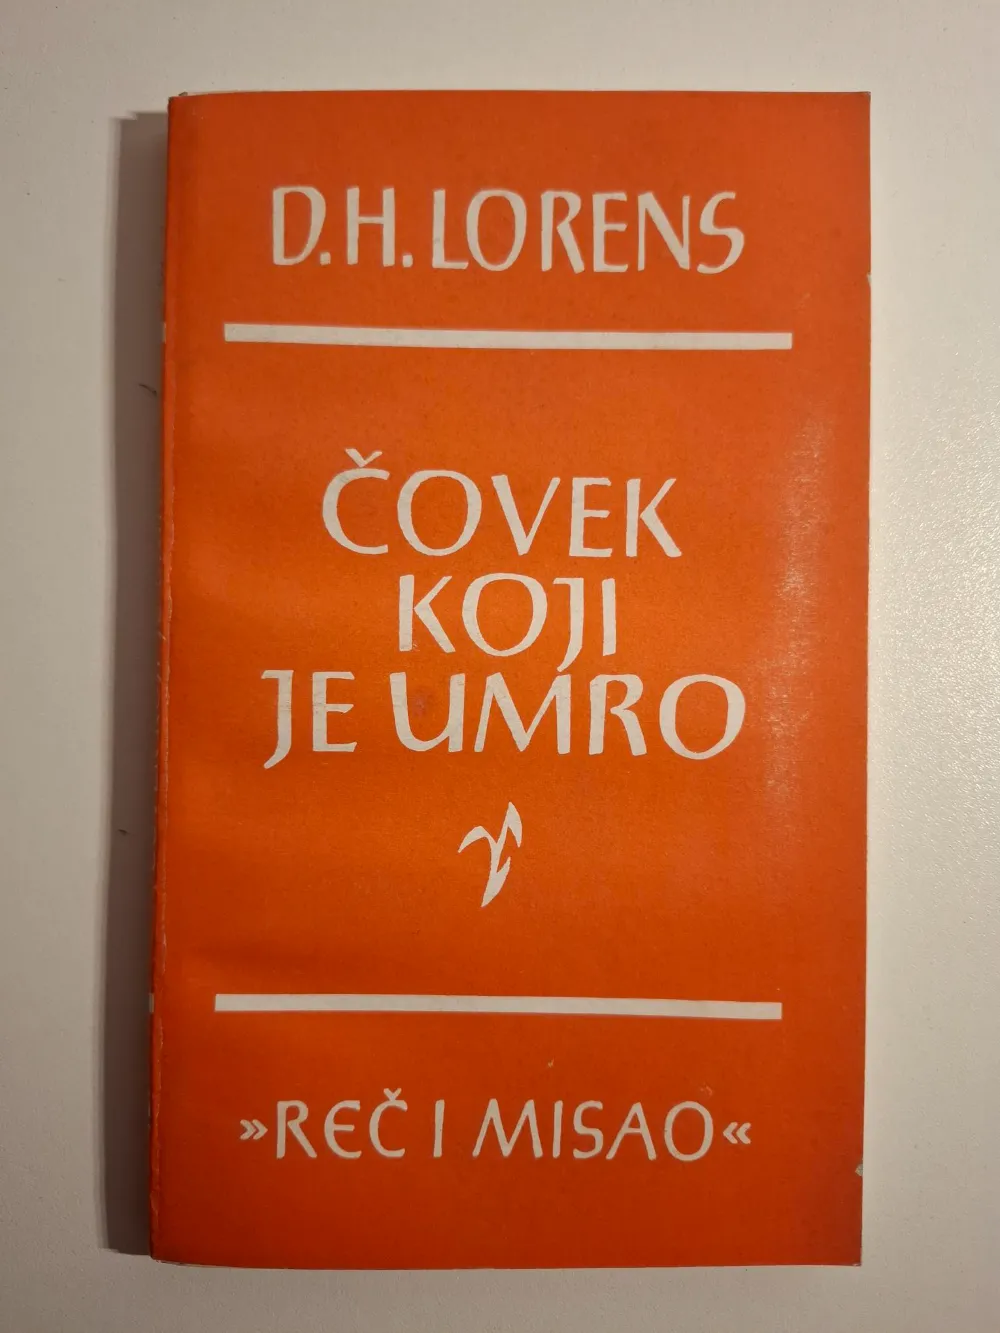 D.H. LORENS
ČOVEK
KOJI
JE UMRO
»REČ I MISAO«